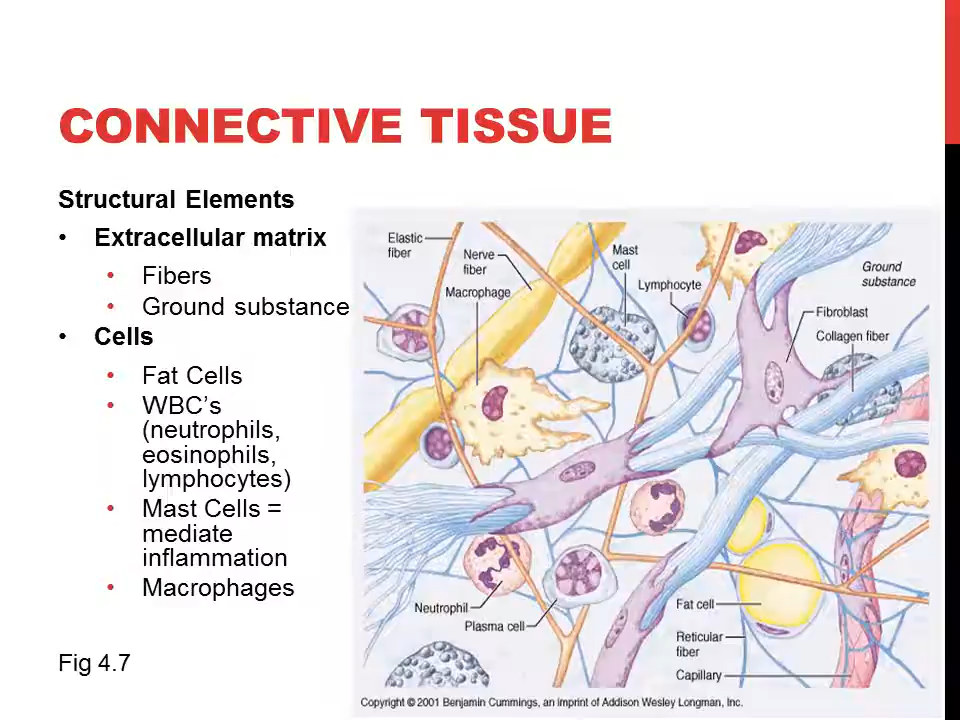 CONNECTIVE TISSUE
Structural Elements
• Extracellular matrix
• Fibers
• Ground substance
• Cells
• Fat Cells
• WBC’s
(neutrophils,
eosinophils,
lymphocytes)
• Mast Cells =
mediate
inflammation
• Macrophages
Fig 4.7
Elastic
fiber
Nerve
fiber
Macrophage
Mast
cell
Lymphocyte
Ground
substance
Fibroblast
Collagen fiber
Neutrophil
Plasma cell
Fat cell
Reticular
fiber
Capillary
Copyright © 2001 Benjamin Cummings, an imprint of Addison Wesley Longman, Inc.